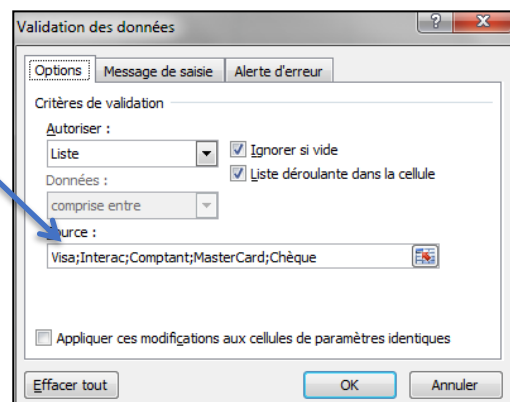 Validation des données
Options Message de saisie Alerte d'erreur
Critères de validation
Autoriser :
Liste
Ignorer si vide
Données :
Liste déroulante dans la cellule
comprise entre
ource :
Visa;Interac;Comptant;MasterCard;Chèque
Appliquer ces modifications aux cellules de paramètres identiques
Effacer tout OK Annuler